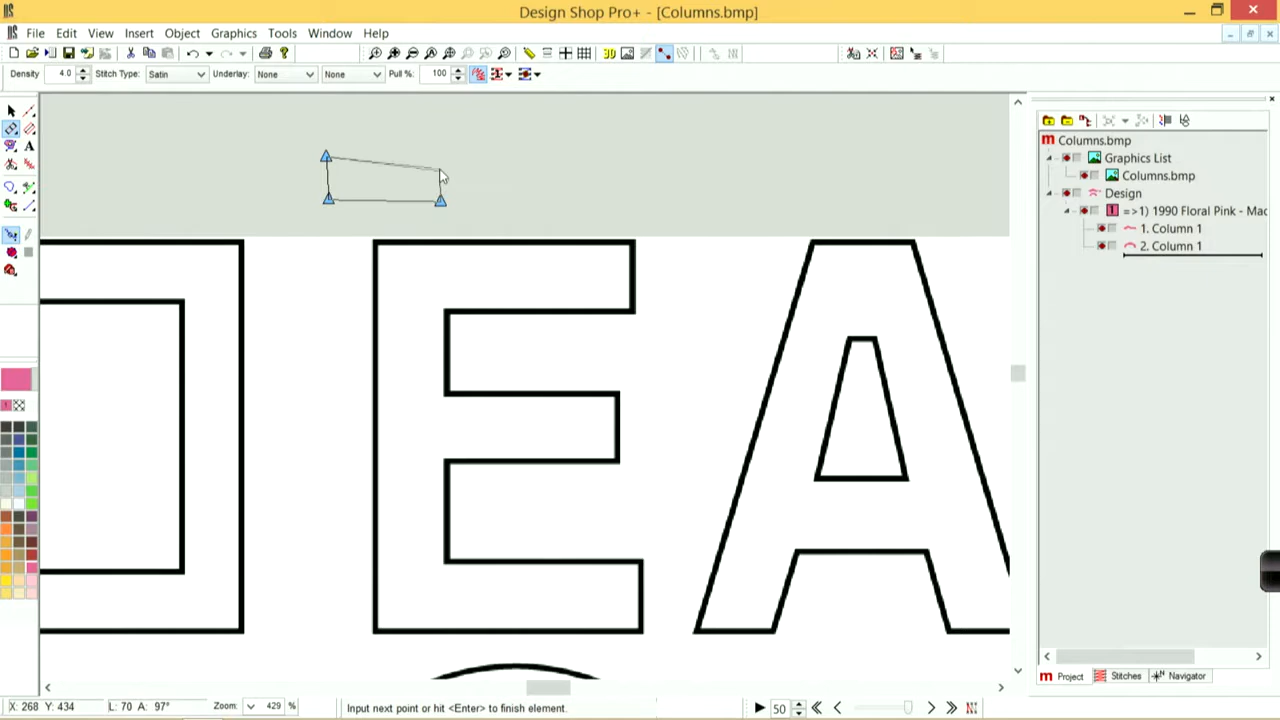 Design Shop Pro+ - [Columns.bmp]
File Edit View Insert Object Graphics Tools Window Help
3D
Density 4.0 Stitch Type: Satin Underlay: None None Pull %: 100
Columns.bmp
Graphics List
Columns.bmp
Design
1 =>1) 1990 Floral Pink - Mac
1. Column 1
2. Column 1
A
1
D E A
Project Stitches Navigator
X: 268 Y: 434 L: 70 A: 97° Zoom: 429 % Input next point or hit <Enter> to finish element. 50